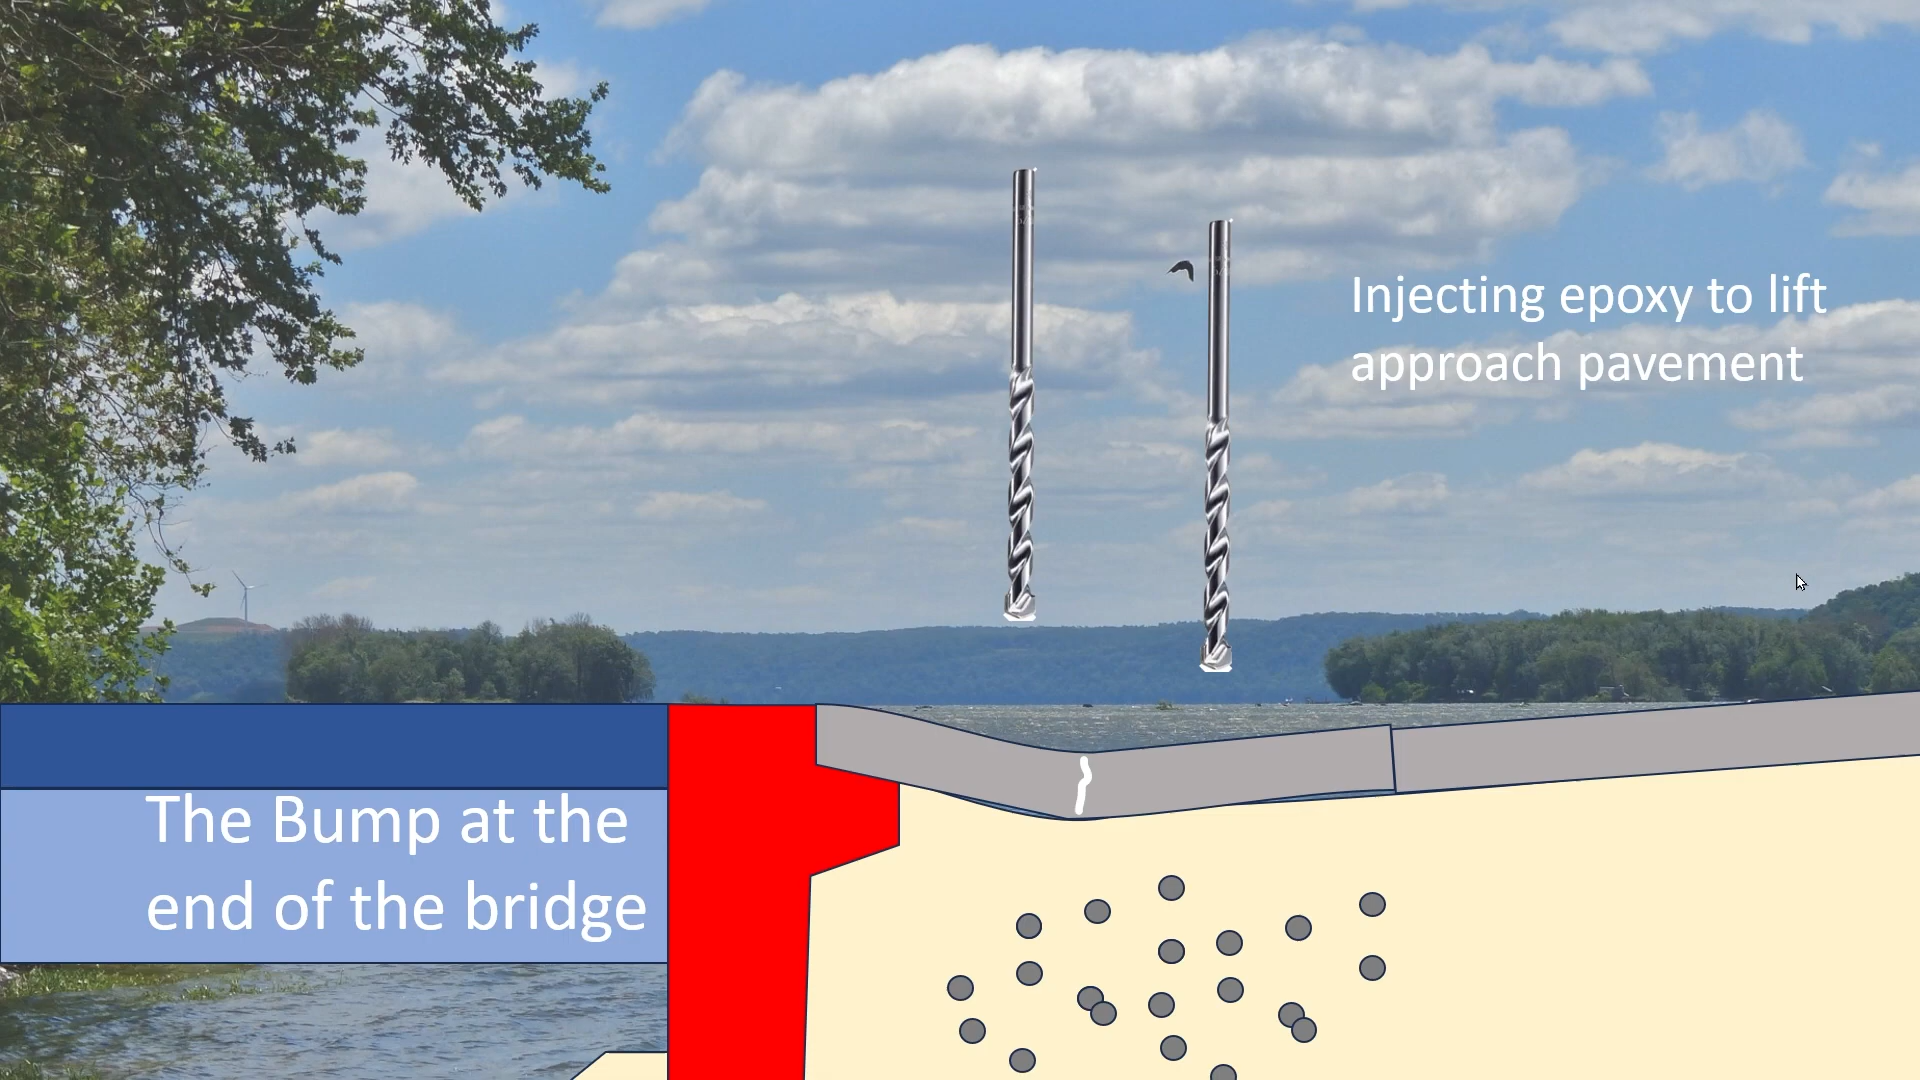 Injecting epoxy to lift
approach pavement
The Bump at the
end of the bridge